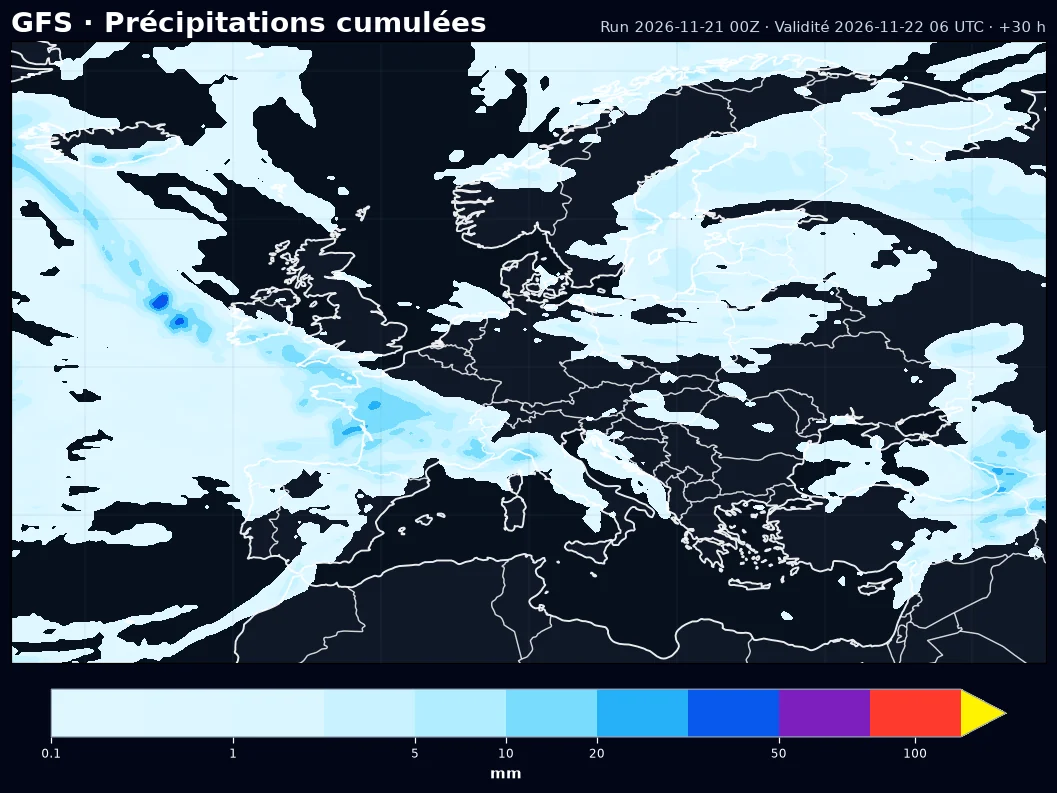 GFS · Précipitations cumulées
Run 2026-11-21 00Z · Validité 2026-11-22 06 UTC · +30 h
0.1 1 5 10 20 50 100
mm